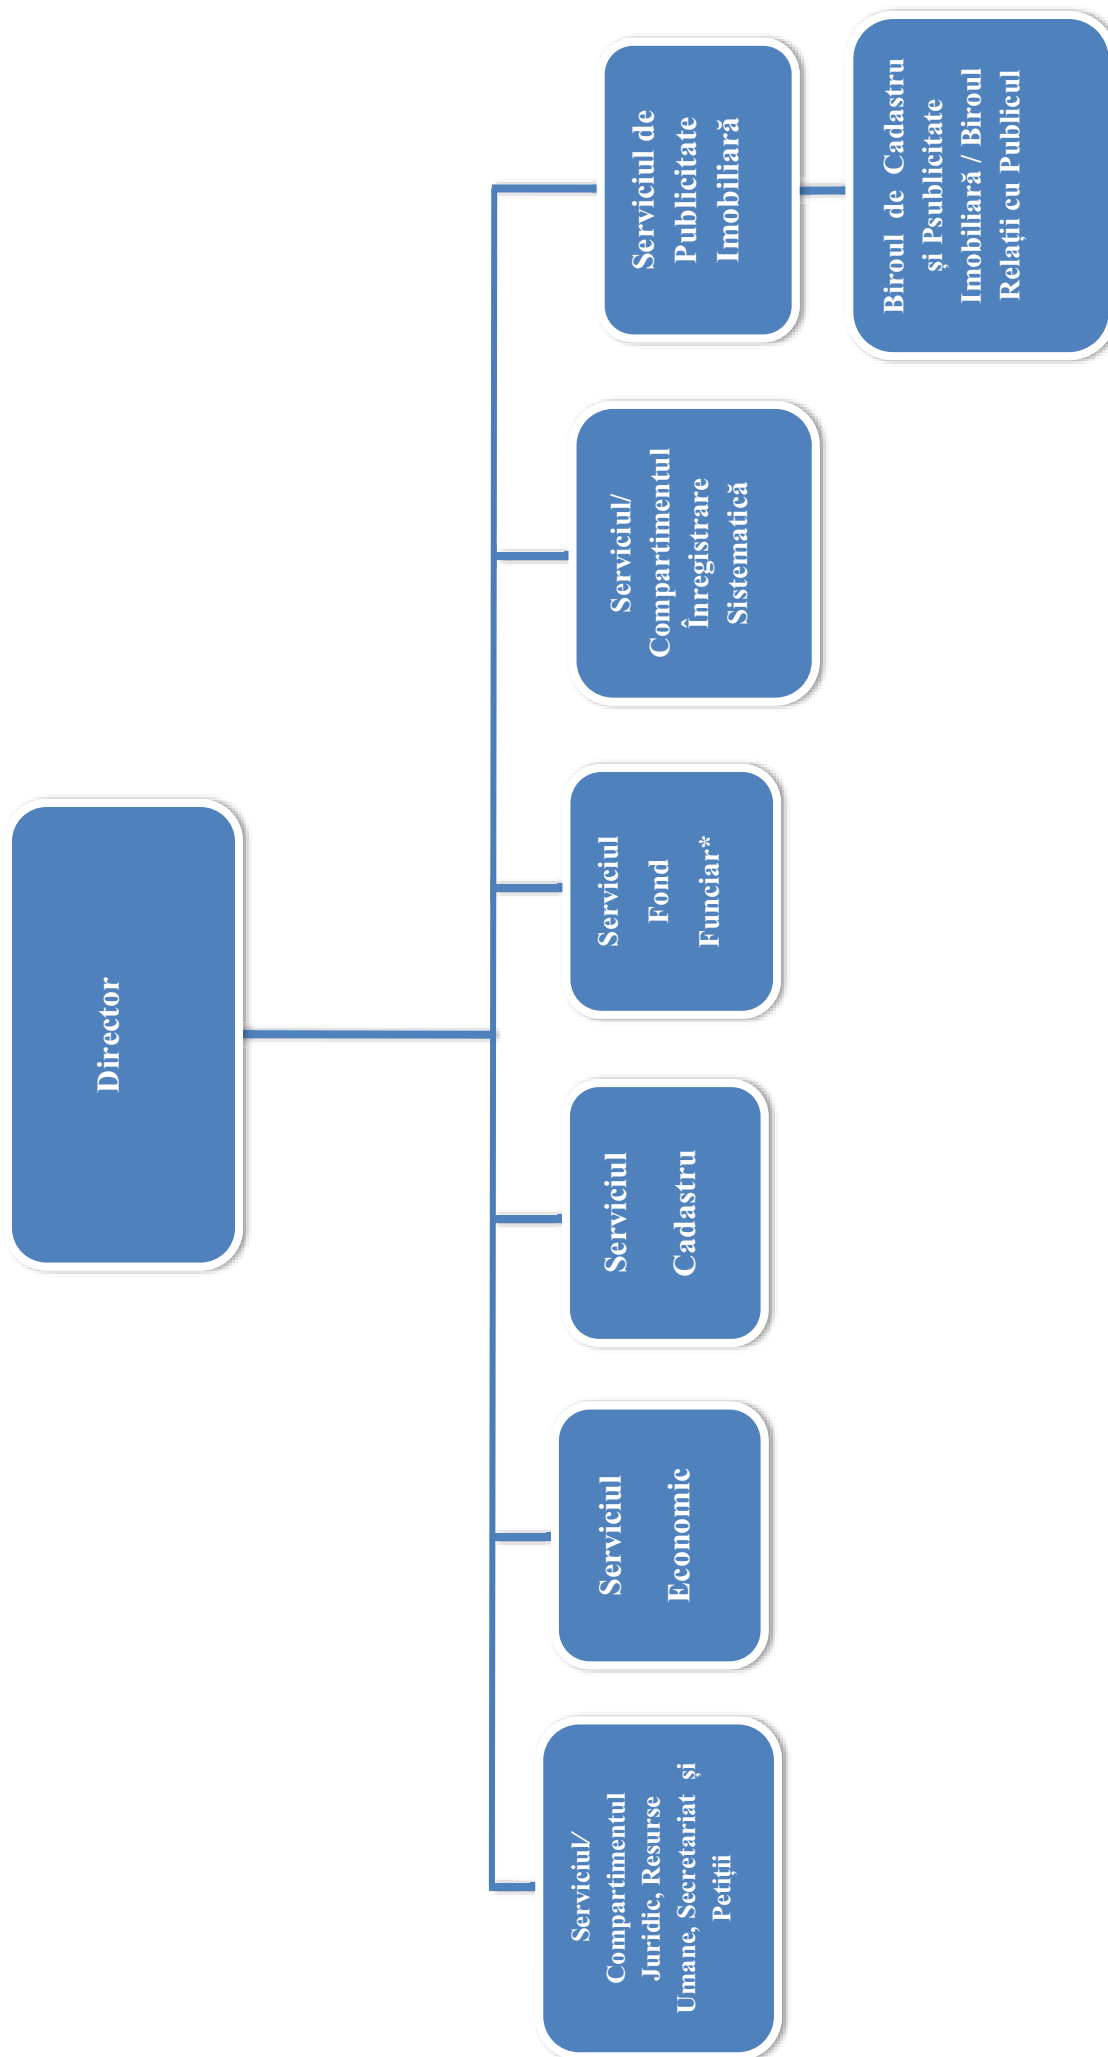 Director
Serviciul/
Compartimentul
Juridic, Resurse
Umane, Secretariat și
Petiții
Serviciul
Economic
Serviciul
Cadastru
Serviciul
Fond
Funciar*
Serviciul/
Compartimentul
Înregistrare
Sistematică
Serviciul de
Publicitate
Imobiliară
Biroul de Cadastru
și Psublicitate
Imobiliară / Biroul
Relații cu Publicul